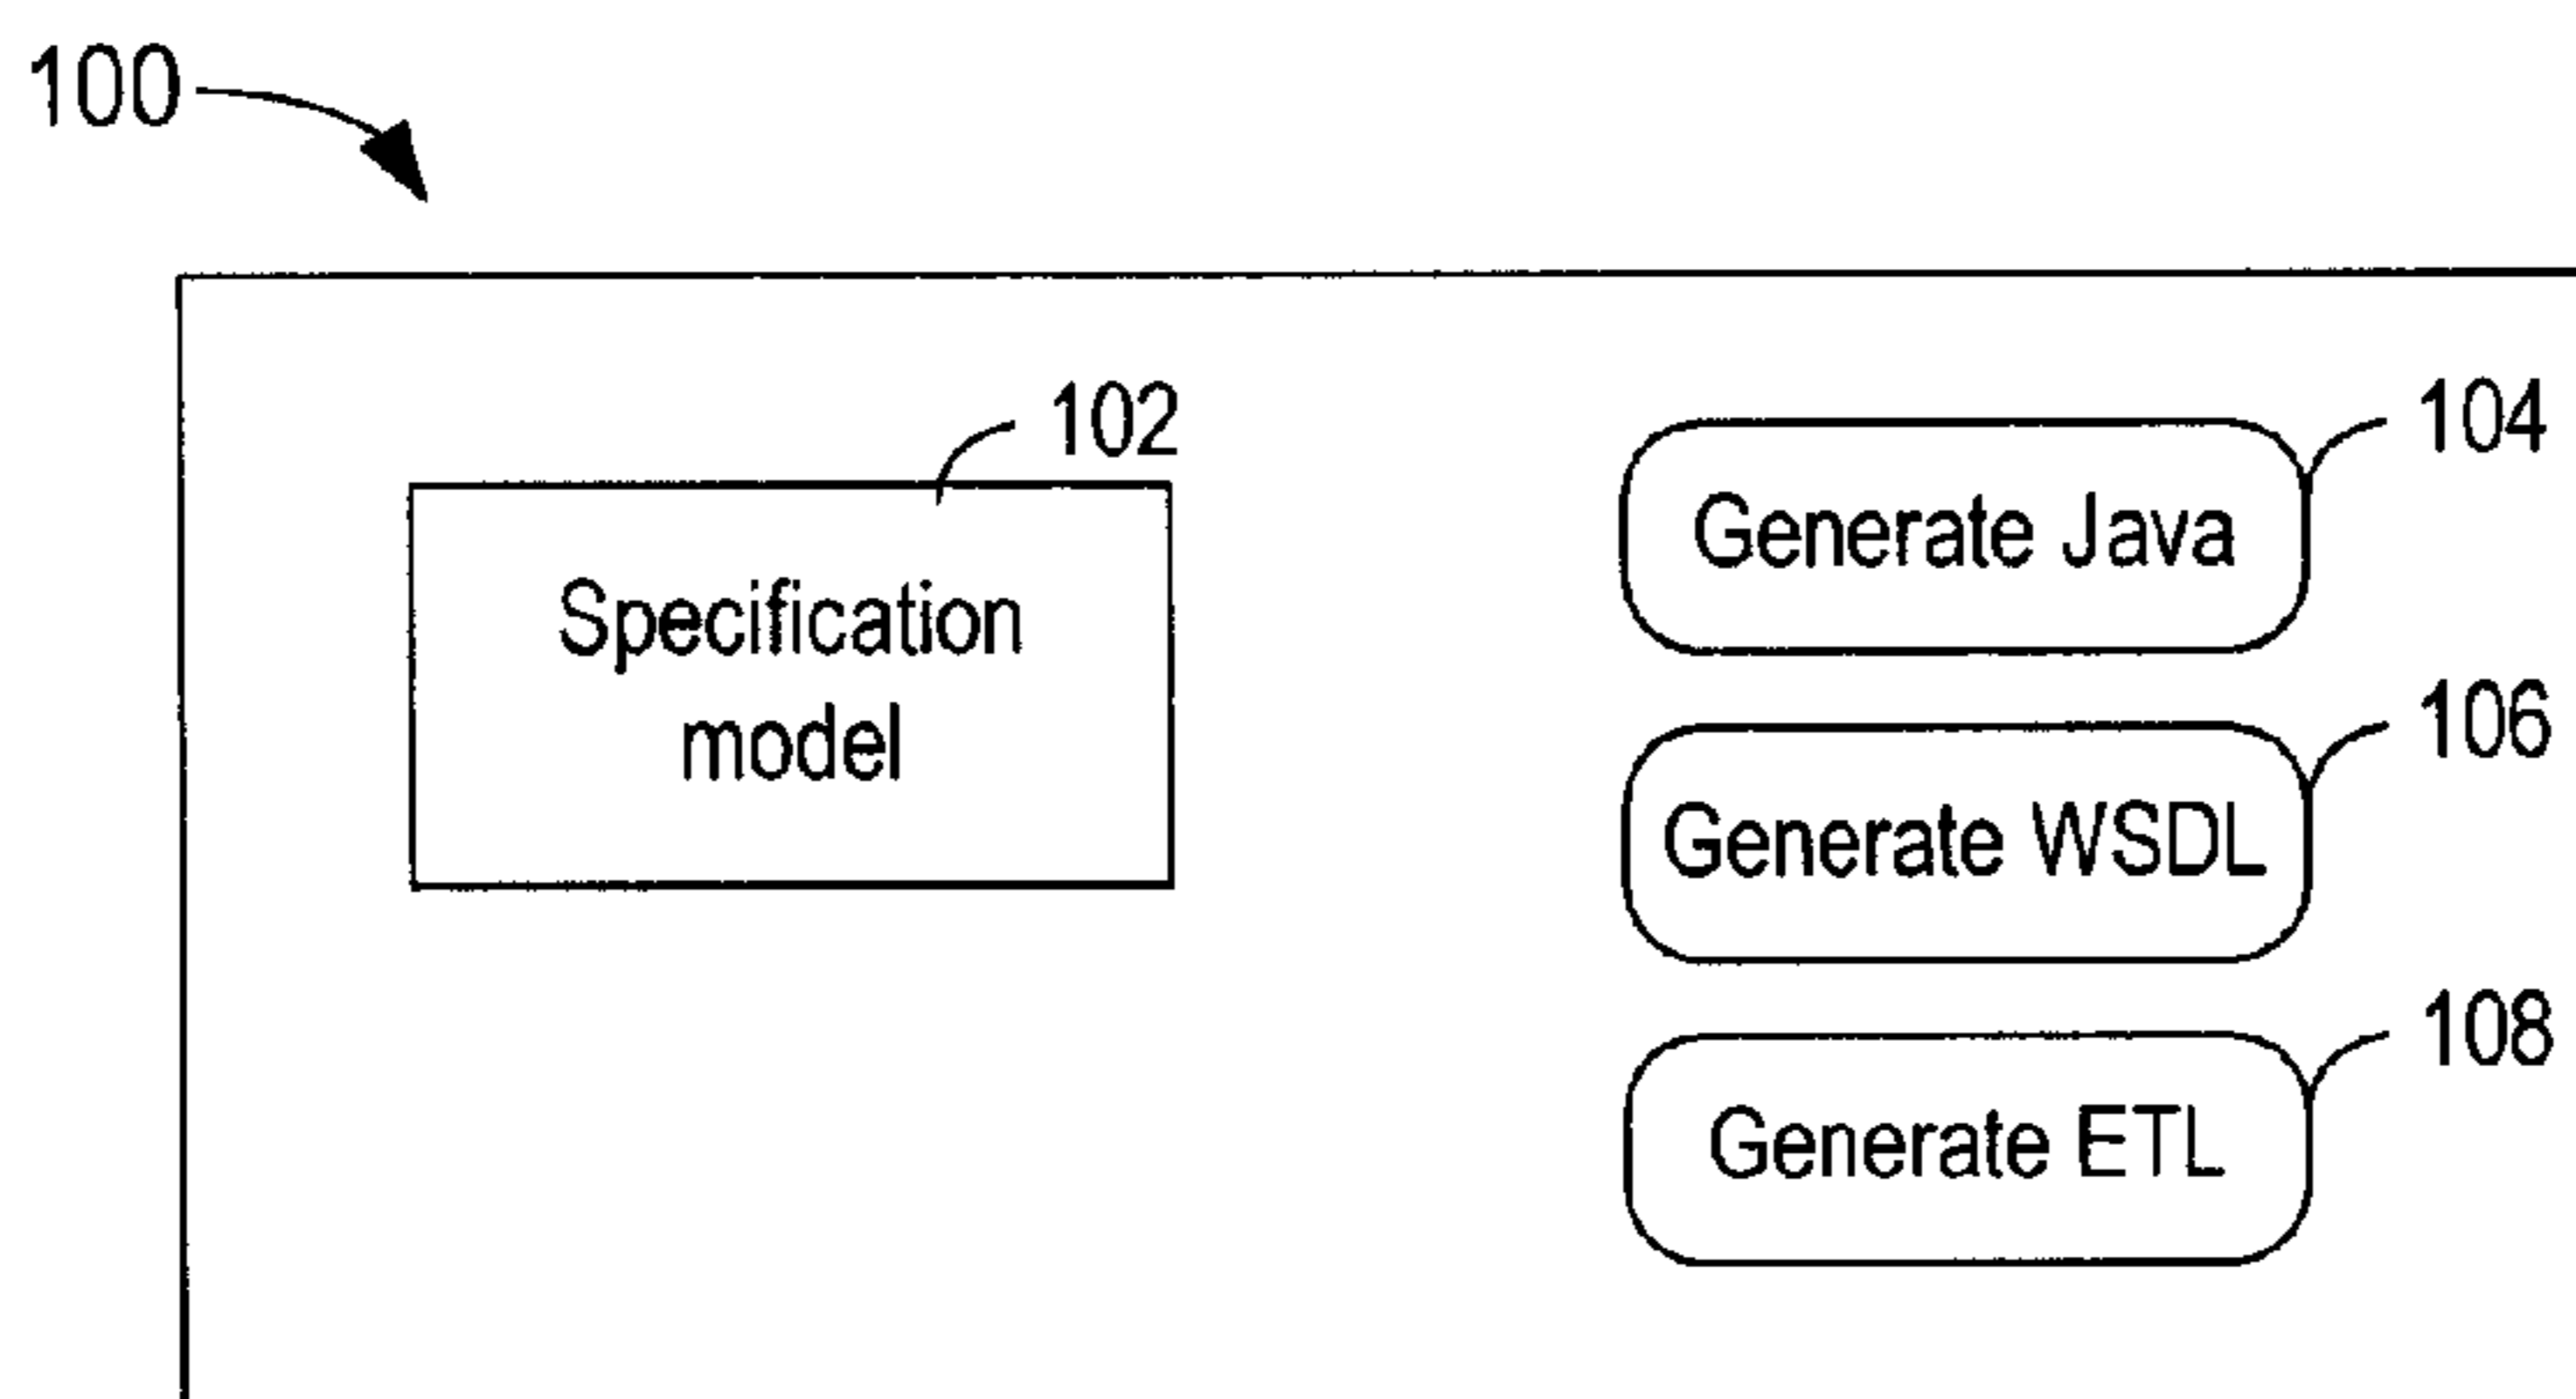 100
102
Specification
model
104
Generate Java
106
Generate WSDL
108
Generate ETL